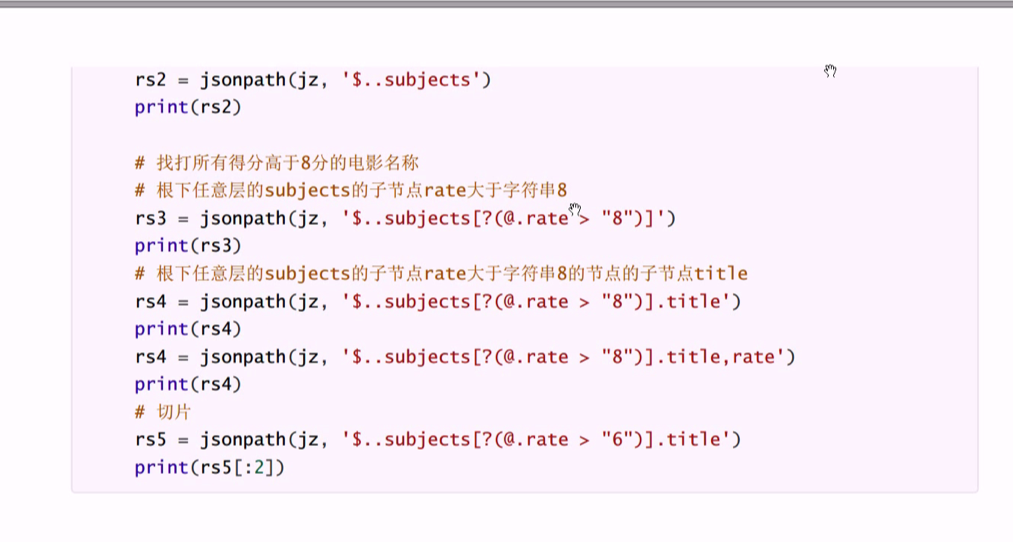 rs2 = jsonpath(jz, '$..subjects')
print(rs2)
# 找打所有得分高于8分的电影名称
# 根下任意层的subjects的子节点rate大于字符串8
rs3 = jsonpath(jz, '$..subjects[?(@.rate > "8")]')
print(rs3)
# 根下任意层的subjects的子节点rate大于字符串8的节点的子节点title
rs4 = jsonpath(jz, '$..subjects[?(@.rate > "8")].title')
print(rs4)
rs4 = jsonpath(jz, '$..subjects[?(@.rate > "8")].title,rate')
print(rs4)
# 切片
rs5 = jsonpath(jz, '$..subjects[?(@.rate > "6")].title')
print(rs5[:2])